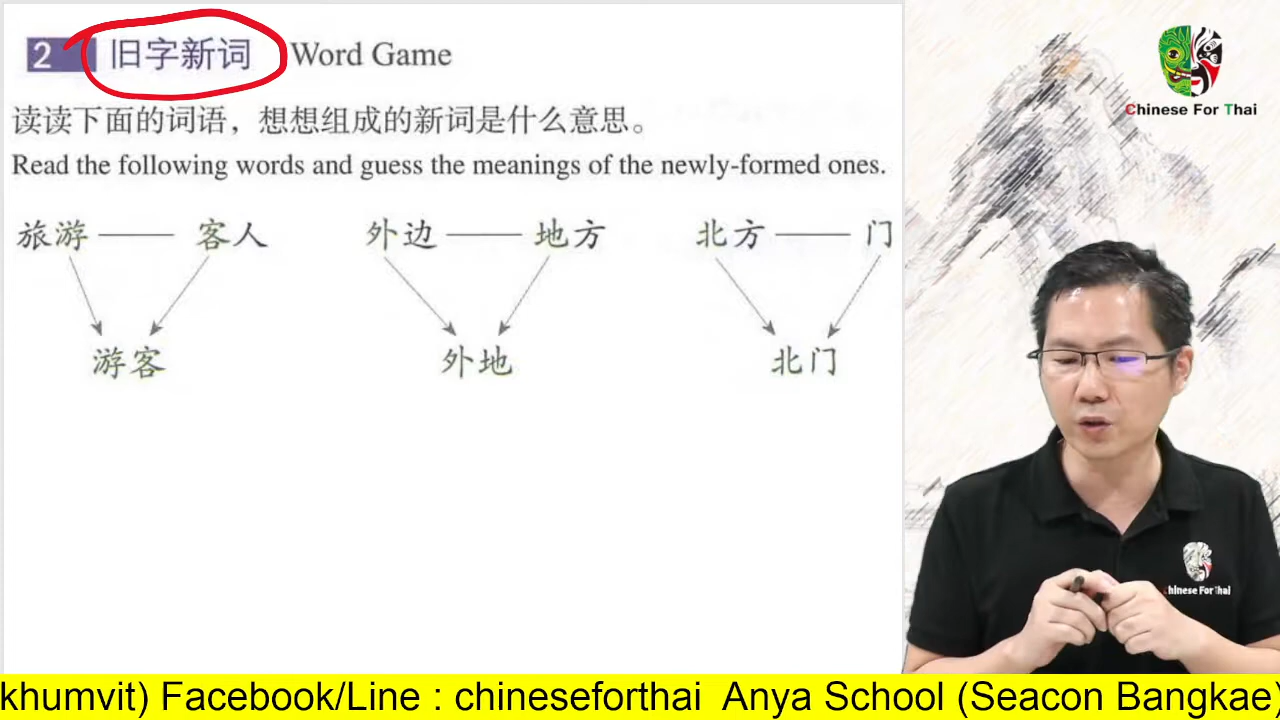 2 旧字新词 Word Game
读读下面的词语，想想组成的新词是什么意思。
Read the following words and guess the meanings of the newly-formed ones.
旅游 客人 外边 地方 北方 门
游客 外地 北门
Chinese For Thai
Chinese For Thai
khumvit) Facebook/Line : chineseforthai Anya School (Seacon Bangkae)